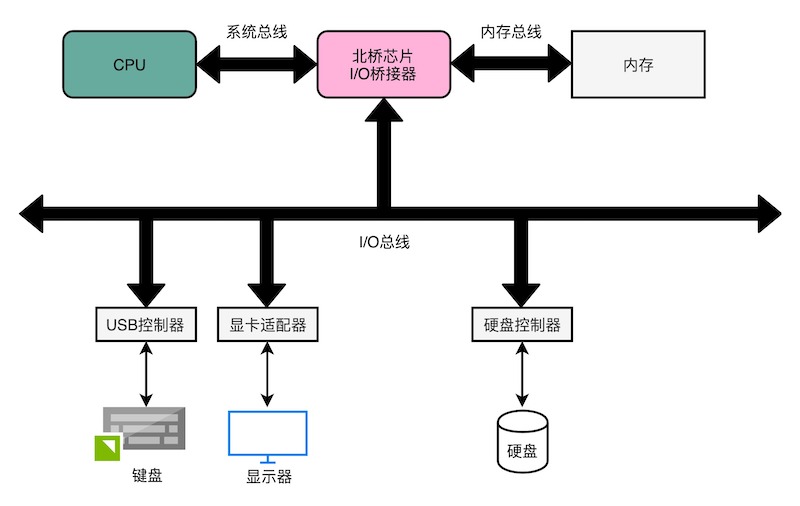 系统总线
内存总线
CPU
北桥芯片
I/O桥接器
内存
I/O总线
USB控制器
显卡适配器
硬盘控制器
硬盘
键盘
显示器